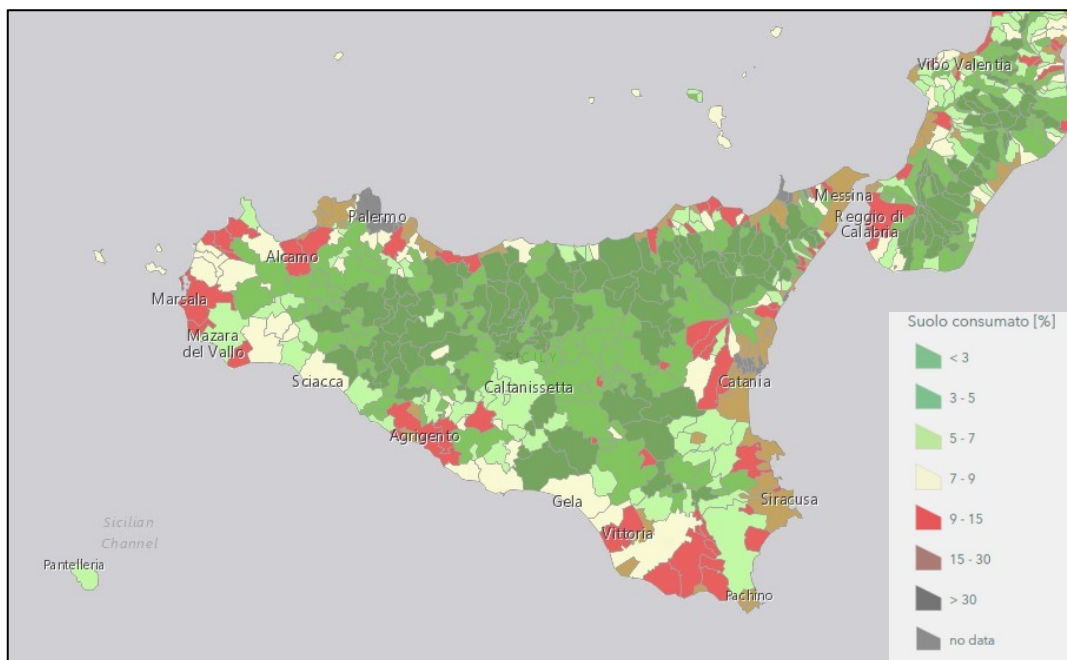 Vibo Valentia
Messina
Reggio di
Calabria
Palermo
Alcamo
Marsala
Mazara
del Vallo
Sciacca
SICILY
Caltanissetta
Catania
Agrigento
Gela
Siracusa
Vittoria
Pachino
Sicilian
Channel
Pantelleria
Suolo consumato [%]
< 3
3 - 5
5 - 7
7 - 9
9 - 15
15 - 30
> 30
no data